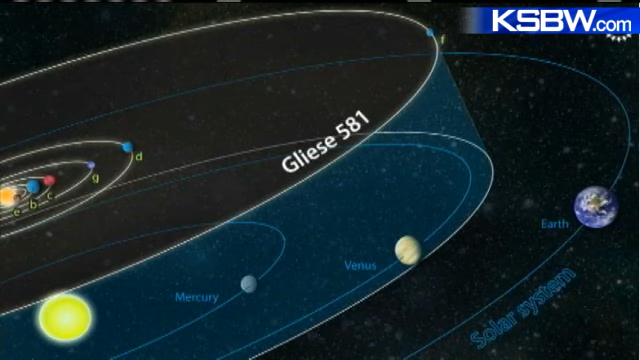 KSBW.com
f
Gliese 581
d
g
c
b
e
Earth
Venus
Mercury
Solar system